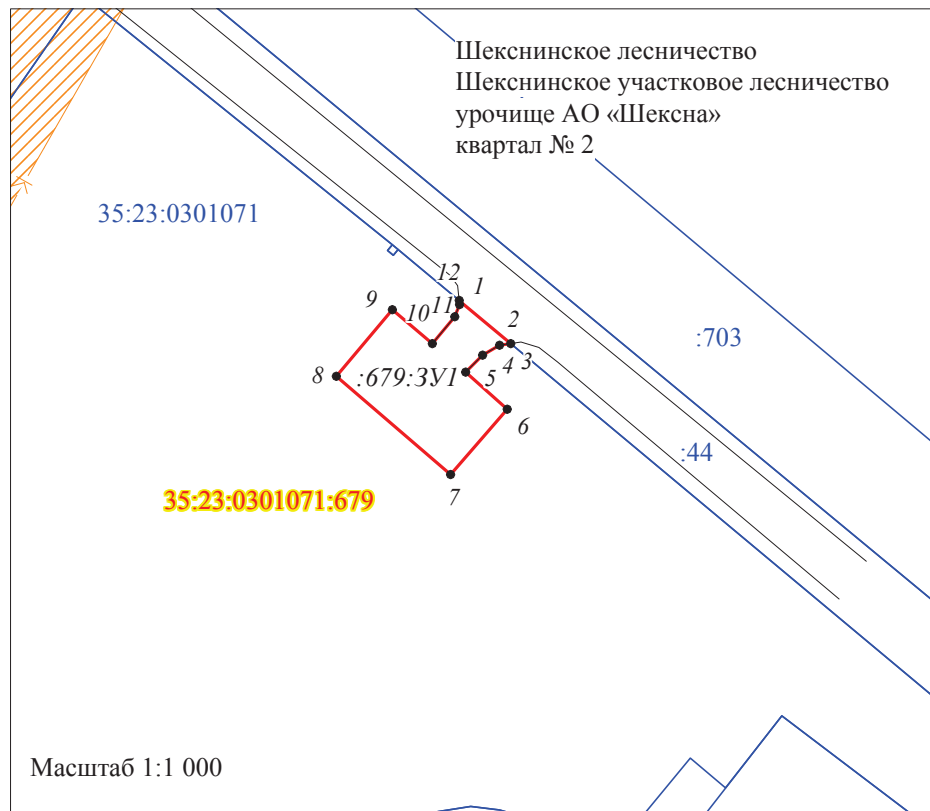 Шекснинское лесничество
Шекснинское участковое лесничество
урочище АО «Шексна»
квартал № 2
35:23:0301071
12
1
9
10
11
2
:703
3
4
8
:679:ЗУ1
5
6
:44
7
35:23:0301071:679
Масштаб 1:1 000